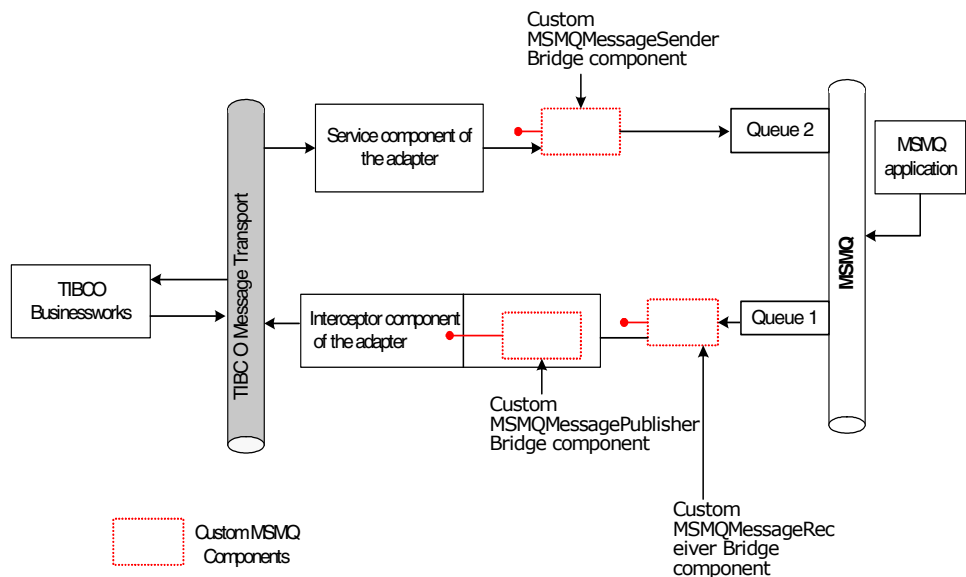 Custom
MSMQMessageSender
Bridge component
Service component of
the adapter
Queue 2
MSMQ
application
TIBCO Message Transport
MSMQ
TIBCO
Businessworks
Interceptor component
of the adapter
Queue 1
Custom
MSMQMessagePublisher
Bridge component
Custom
MSMQMessageRec
eiver Bridge
component
Custom MSMQ
Components